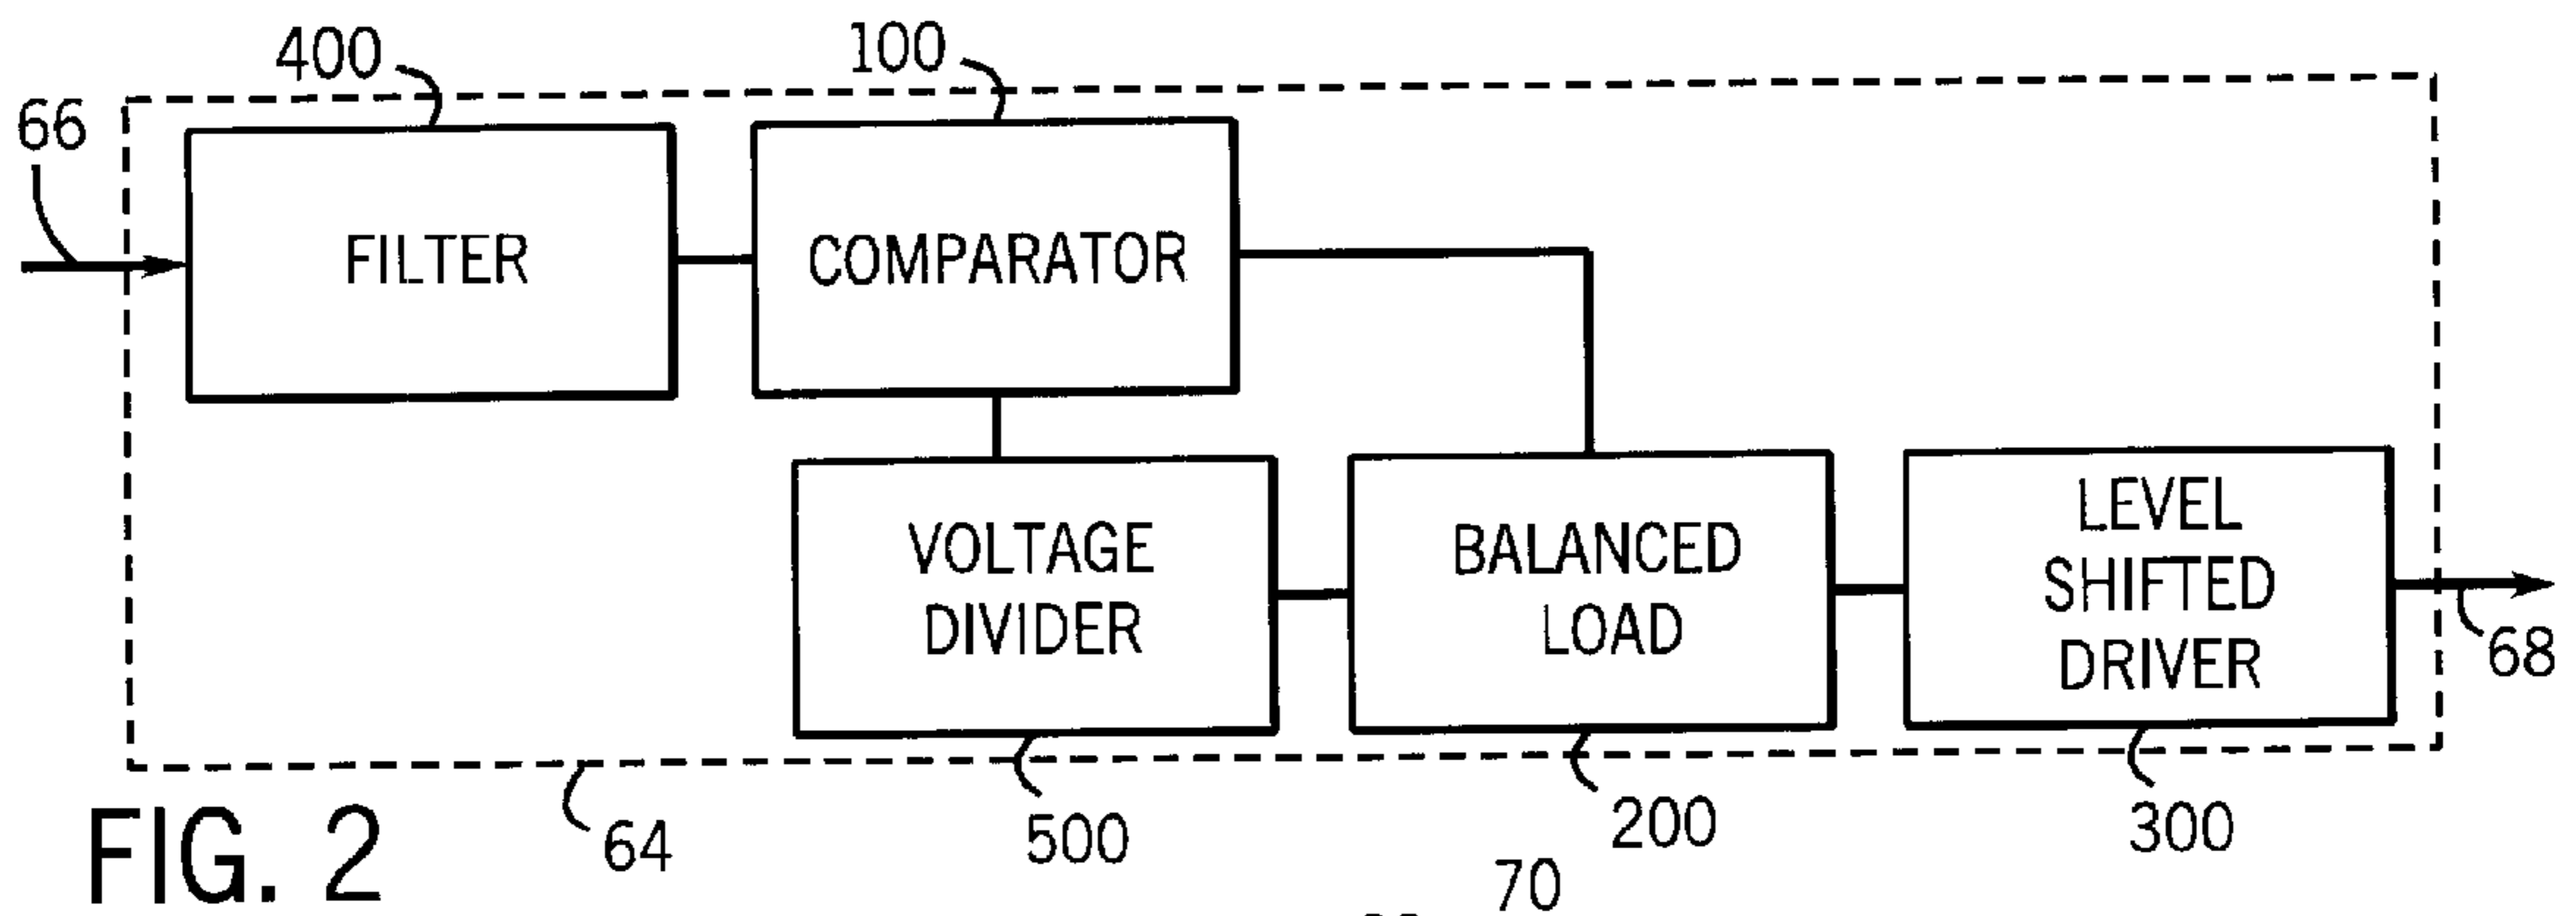 400
100
66
FILTER
COMPARATOR
VOLTAGE
DIVIDER
BALANCED
LOAD
LEVEL
SHIFTED
DRIVER
68
FIG. 2
64
500
200
300
70